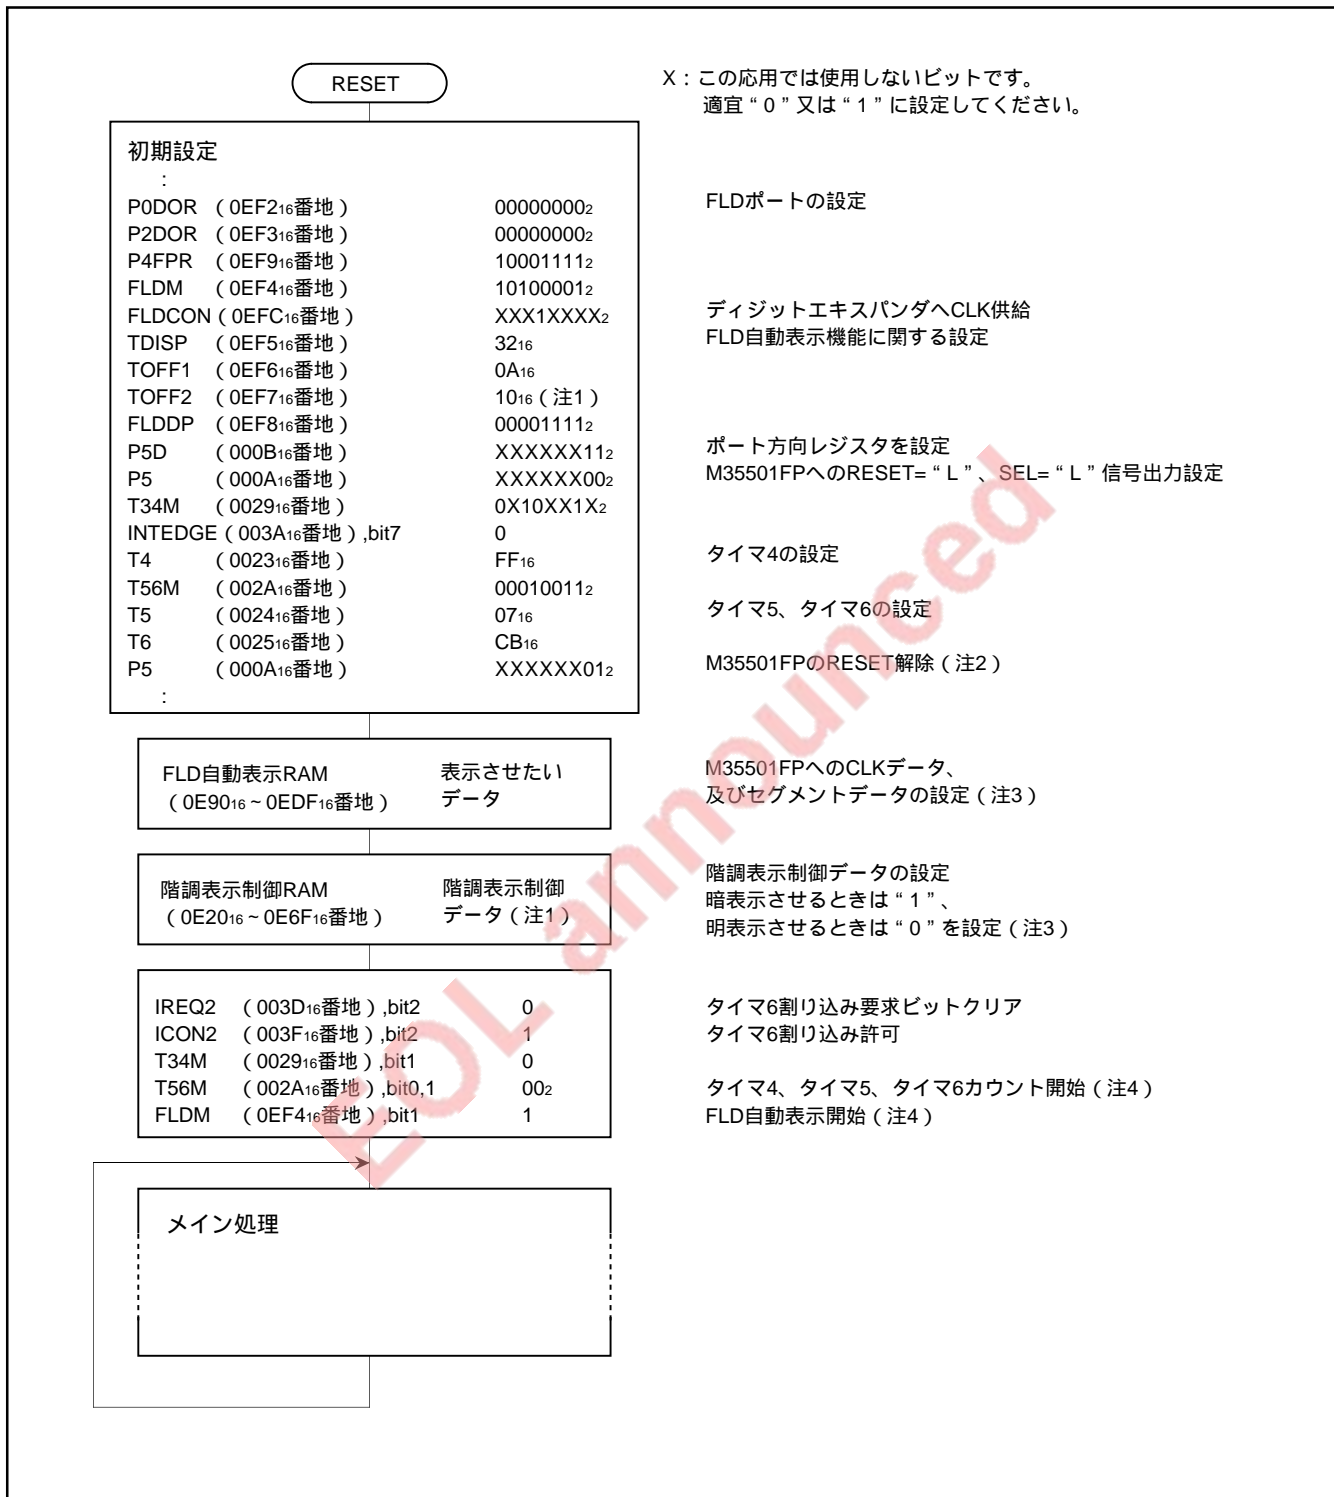 RESET
X：この応用では使用しないビットです。
適宜“0”又は“1”に設定してください。
初期設定
：
P0DOR （0EF216番地） 000000002
FLDポートの設定
P2DOR （0EF316番地） 000000002
P4FPR （0EF916番地） 100011112
FLDM （0EF416番地） 101000012
FLDCON（0EFC16番地） XXX1XXXX2
ディジットエキスパンダへCLK供給
TDISP （0EF516番地） 3216
FLD自動表示機能に関する設定
TOFF1 （0EF616番地） 0A16
TOFF2 （0EF716番地） 1016（注1）
FLDDP （0EF816番地） 000011112
P5D （000B16番地） XXXXXX112
ポート方向レジスタを設定
P5 （000A16番地） XXXXXX002
M35501FPへのRESET=“L”、SEL=“L”信号出力設定
T34M （002916番地） 0X10XX1X2
INTEDGE（003A16番地）,bit7 0
T4 （002316番地） FF16
タイマ4の設定
T56M （002A16番地） 000100112
T5 （002416番地） 0716
タイマ5、タイマ6の設定
T6 （002516番地） CB16
P5 （000A16番地） XXXXXX012
M35501FPのRESET解除（注2）
：
FLD自動表示RAM 表示させたい
M35501FPへのCLKデータ、
（0E9016～0EDF16番地） データ
及びセグメントデータの設定（注3）
階調表示制御RAM 階調表示制御
階調表示制御データの設定
（0E2016～0E6F16番地） データ（注1）
暗表示させるときは“1”、
明表示させるときは“0”を設定（注3）
IREQ2 （003D16番地）,bit2 0
タイマ6割り込み要求ビットクリア
ICON2 （003F16番地）,bit2 1
タイマ6割り込み許可
T34M （002916番地）,bit1 0
T56M （002A16番地）,bit0,1 002
タイマ4、タイマ5、タイマ6カウント開始（注4）
FLDM （0EF416番地）,bit1 1
FLD自動表示開始（注4）
メイン処理
EOL announced